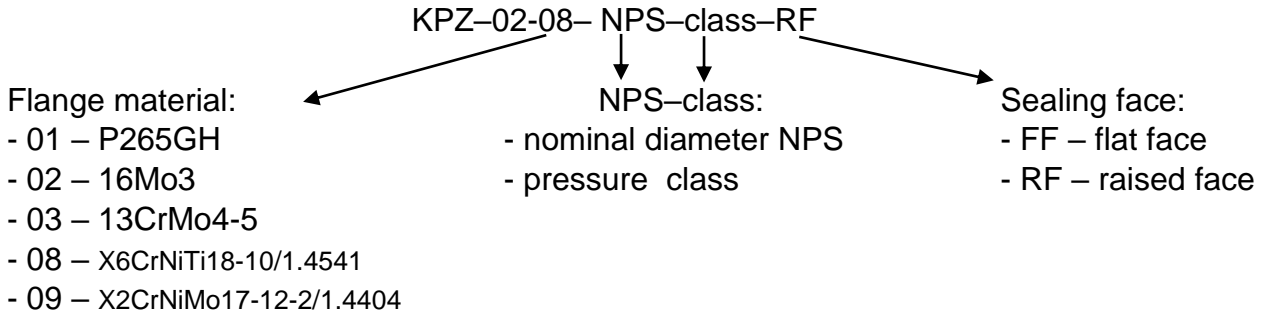 KPZ–02-08– NPS–class–RF
Flange material:
- 01 – P265GH
- 02 – 16Mo3
- 03 – 13CrMo4-5
- 08 – X6CrNiTi18-10/1.4541
- 09 – X2CrNiMo17-12-2/1.4404
NPS–class:
- nominal diameter NPS
- pressure class
Sealing face:
- FF – flat face
- RF – raised face